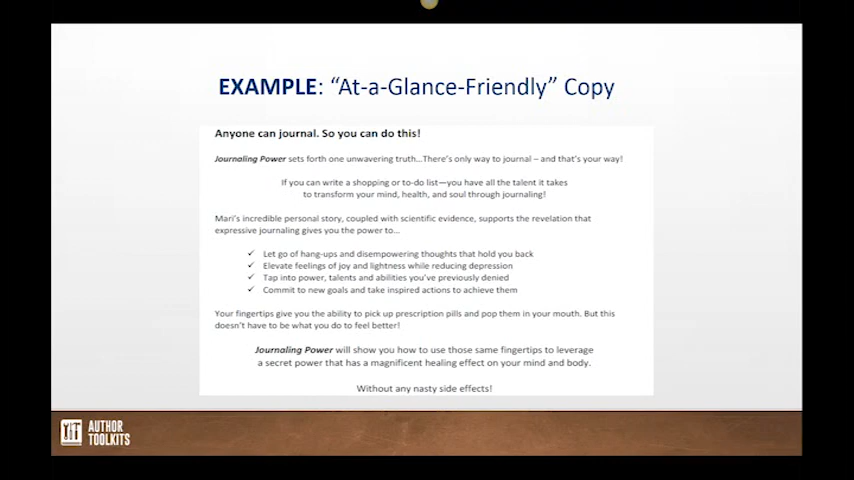 EXAMPLE: “At-a-Glance-Friendly” Copy
Anyone can journal. So you can do this!
Journaling Power sets forth one unwavering truth...There’s only way to journal – and that’s your way!
If you can write a shopping or to-do list—you have all the talent it takes
to transform your mind, health, and soul through journaling!
Mari’s incredible personal story, coupled with scientific evidence, supports the revelation that
expressive journaling gives you the power to...
✓ Let go of hang-ups and disempowering thoughts that hold you back
✓ Elevate feelings of joy and lightness while reducing depression
✓ Tap into power, talents and abilities you’ve previously denied
✓ Commit to new goals and take inspired actions to achieve them
Your fingertips give you the ability to pick up prescription pills and pop them in your mouth. But this
doesn’t have to be what you do to feel better!
Journaling Power will show you how to use those same fingertips to leverage
a secret power that has a magnificent healing effect on your mind and body.
Without any nasty side effects!
AUTHOR
TOOLKITS